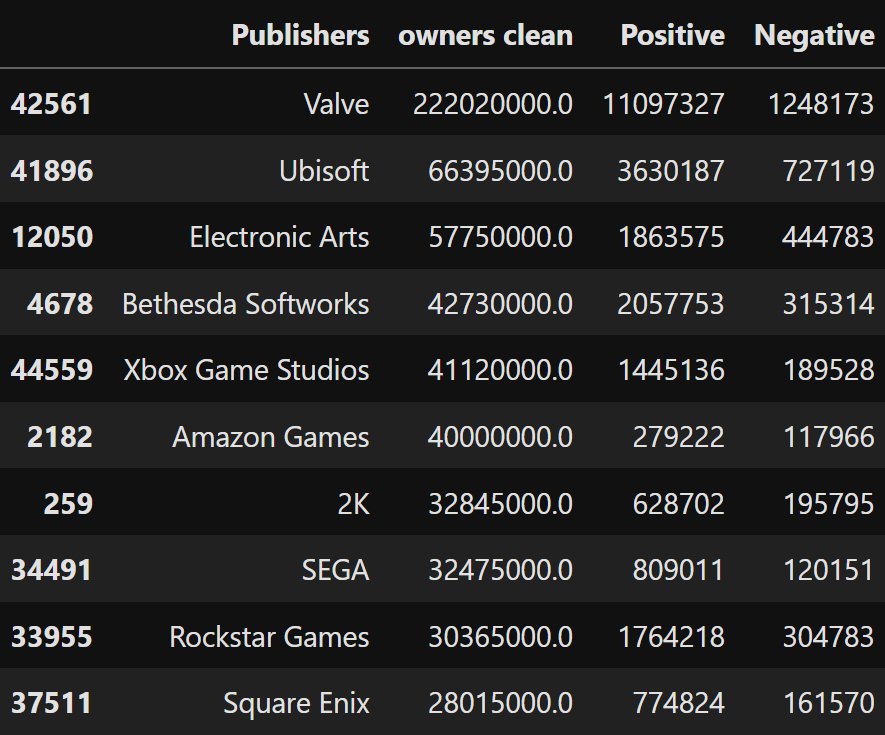 Publishers owners clean Positive Negative
42561 Valve 222020000.0 11097327 1248173
41896 Ubisoft 66395000.0 3630187 727119
12050 Electronic Arts 57750000.0 1863575 444783
4678 Bethesda Softworks 42730000.0 2057753 315314
44559 Xbox Game Studios 41120000.0 1445136 189528
2182 Amazon Games 40000000.0 279222 117966
259 2K 32845000.0 628702 195795
34491 SEGA 32475000.0 809011 120151
33955 Rockstar Games 30365000.0 1764218 304783
37511 Square Enix 28015000.0 774824 161570